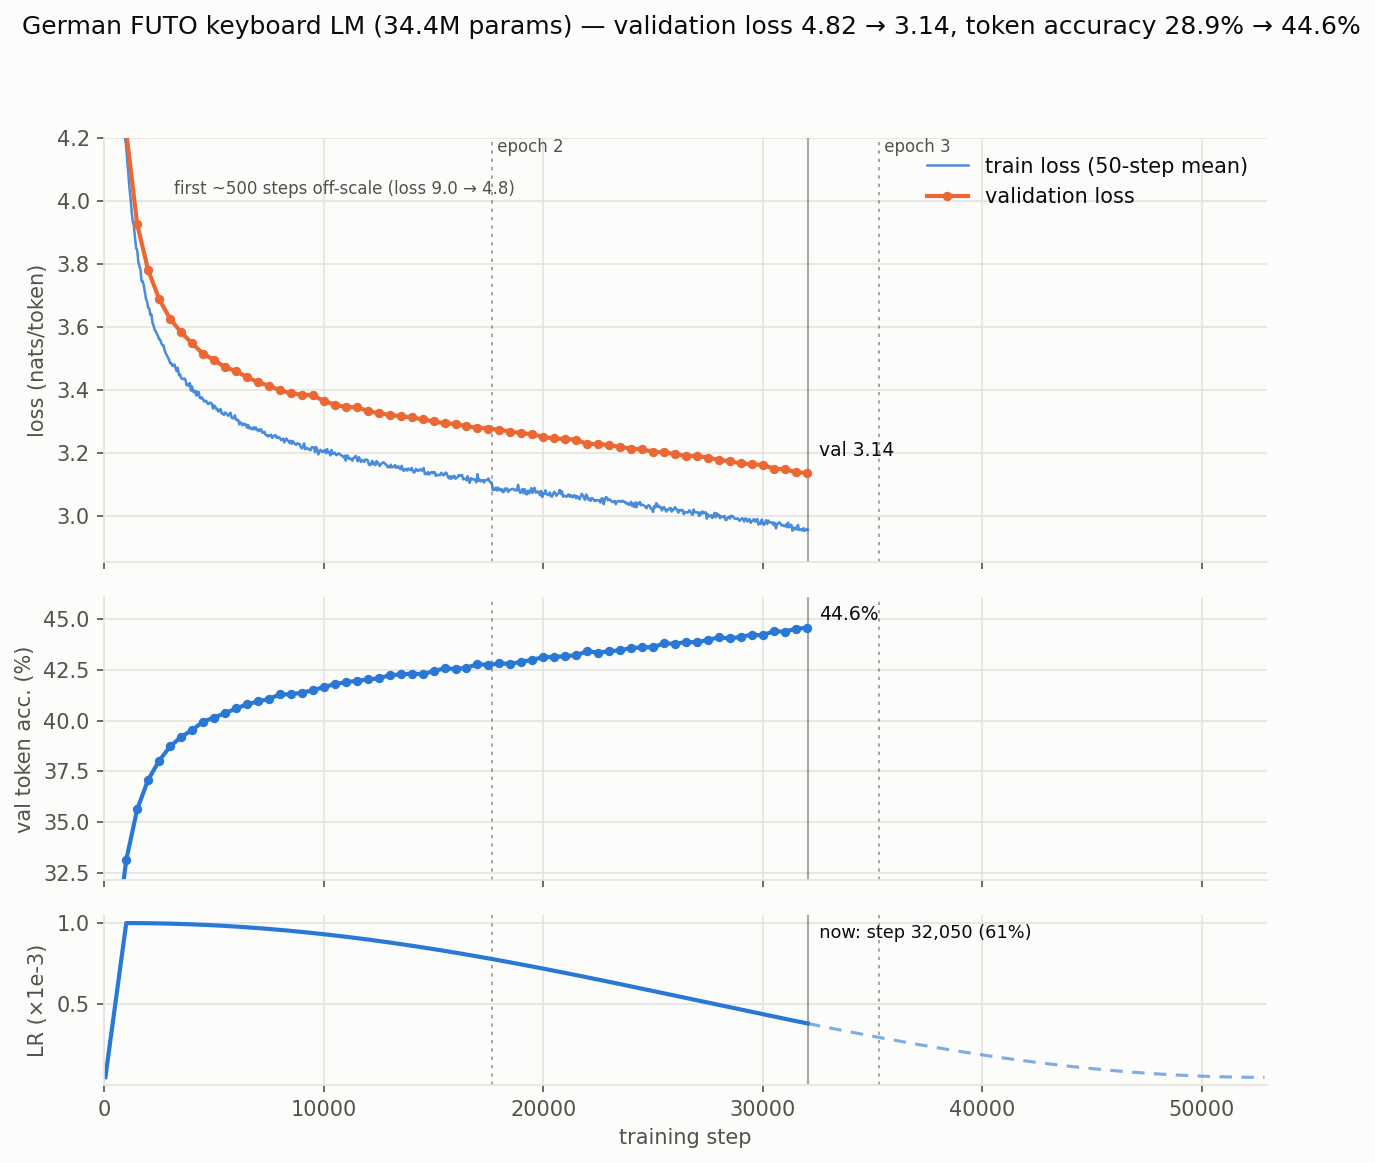 German FUTO keyboard LM (34.4M params) — validation loss 4.82 → 3.14, token accuracy 28.9% → 44.6%
4.2
4.0
3.8
3.6
3.4
3.2
3.0
loss (nats/token)
epoch 2
epoch 3
first ~500 steps off-scale (loss 9.0 → 4.8)
train loss (50-step mean)
validation loss
val 3.14
45.0
42.5
40.0
37.5
35.0
32.5
val token acc. (%)
44.6%
1.0
0.5
LR (×1e-3)
now: step 32,050 (61%)
0
10000
20000
30000
40000
50000
training step